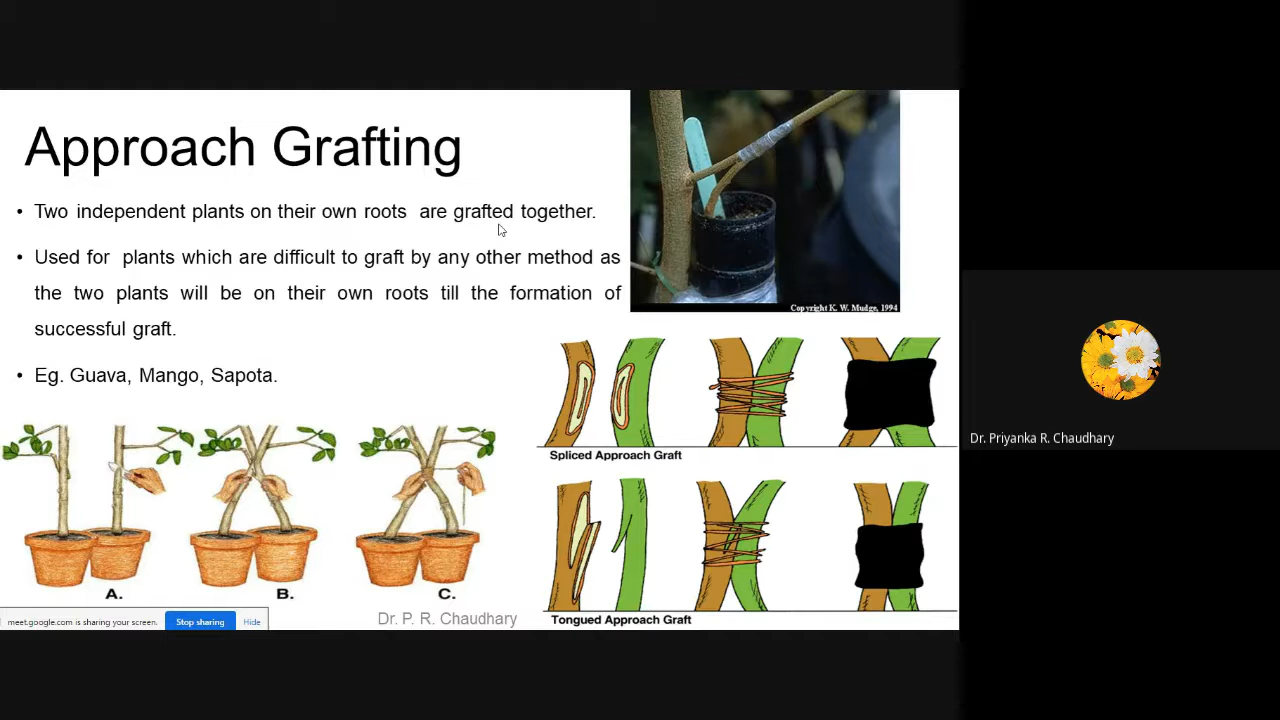 Approach Grafting
• Two independent plants on their own roots are grafted together.
• Used for plants which are difficult to graft by any other method as
the two plants will be on their own roots till the formation of
successful graft.
• Eg. Guava, Mango, Sapota.
Copyright K. W. Mudge, 1994
Spliced Approach Graft
Tongued Approach Graft
A.
B.
C.
Dr. P. R. Chaudhary
meet.google.com is sharing your screen.
Stop sharing
Hide
Dr. Priyanka R. Chaudhary